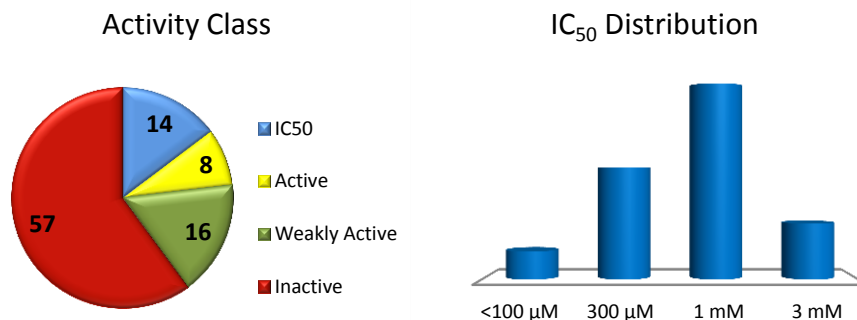 Activity Class
14
8
16
57
IC50
Active
Weakly Active
Inactive
IC₅₀ Distribution
<100 µM 300 µM 1 mM 3 mM